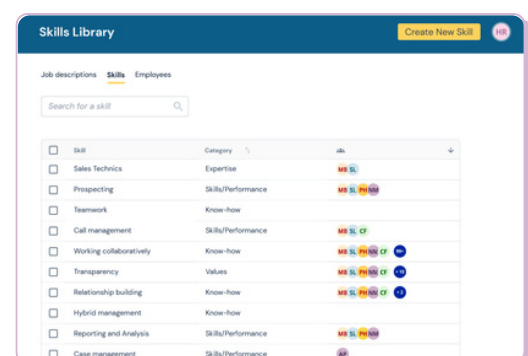 Skills Library
Create New Skill
HR
Job descriptions Skills Employees
Search for a skill
Skill Category
Sales Technics Expertise MB SL
Prospecting Skills/Performance MB SL PH NM
Teamwork Know-how
Call management Skills/Performance MB SL CF
Working collaboratively Know-how MB SL PH NM CF 99+
Transparency Values MB SL PH NM CF
Relationship building Know-how MB SL PH NM CF
Hybrid management Know-how
Reporting and Analysis Skills/Performance MB SL PH NM
Case management Skills/Performance